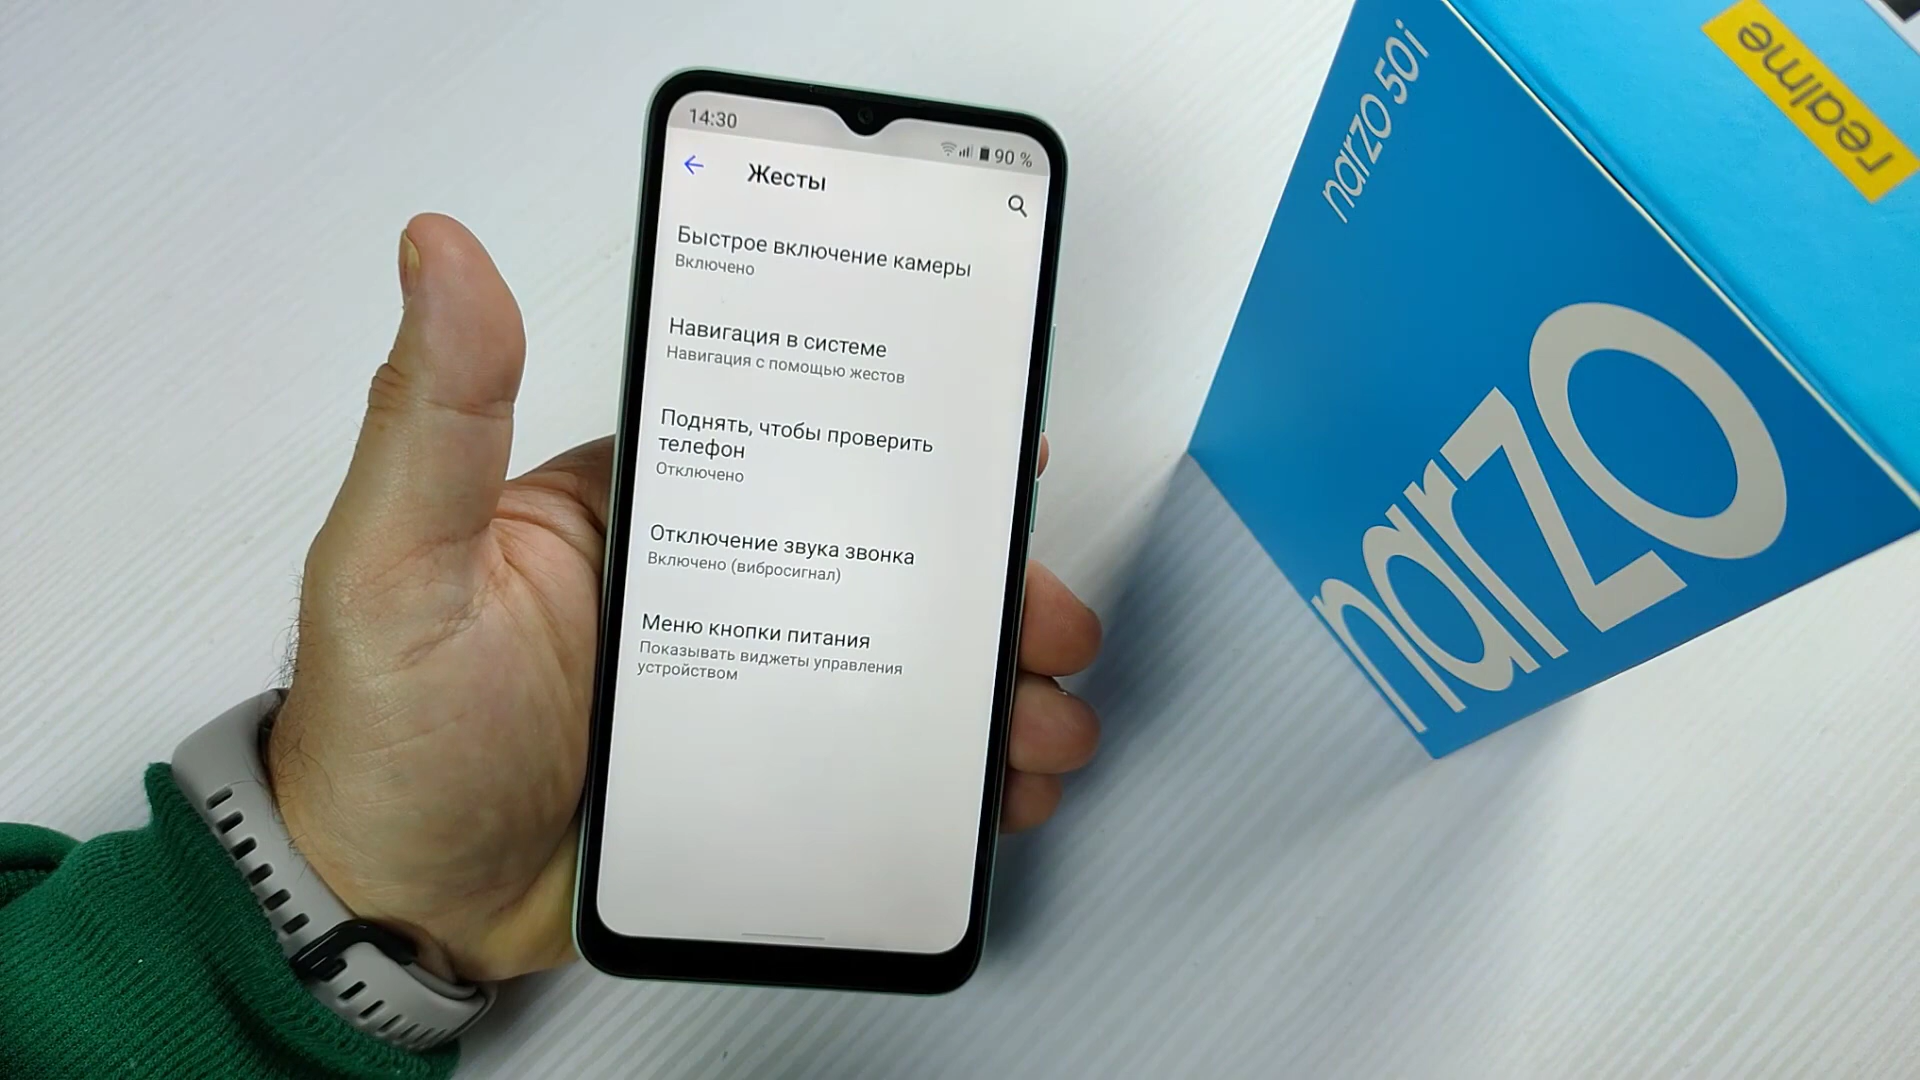 14:30
90 %
Жесты
Быстрое включение камеры
Включено
Навигация в системе
Навигация с помощью жестов
Поднять, чтобы проверить
телефон
Отключено
Отключение звука звонка
Включено (вибросигнал)
Меню кнопки питания
Показывать виджеты управления
устройством
narzo 50i
realme
narzo